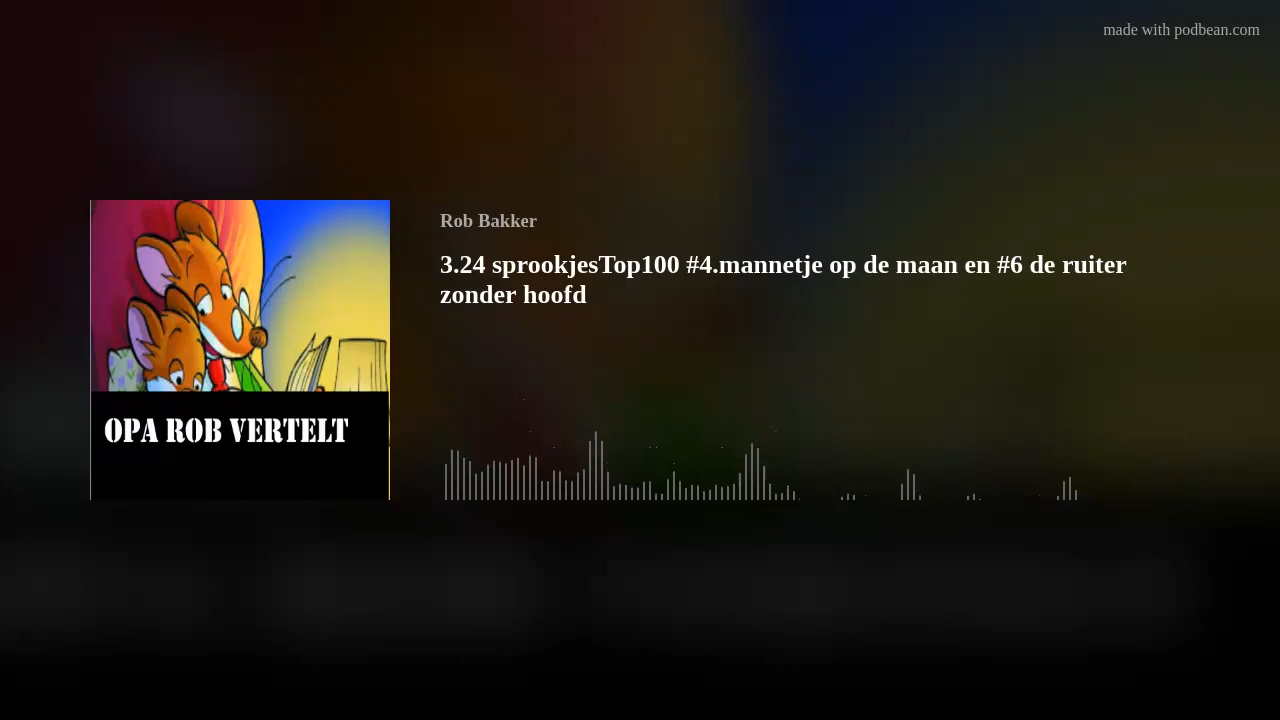 made with podbean.com
Rob Bakker
3.24 sprookjesTop100 #4.mannetje op de maan en #6 de ruiter
zonder hoofd
OPA ROB VERTELT